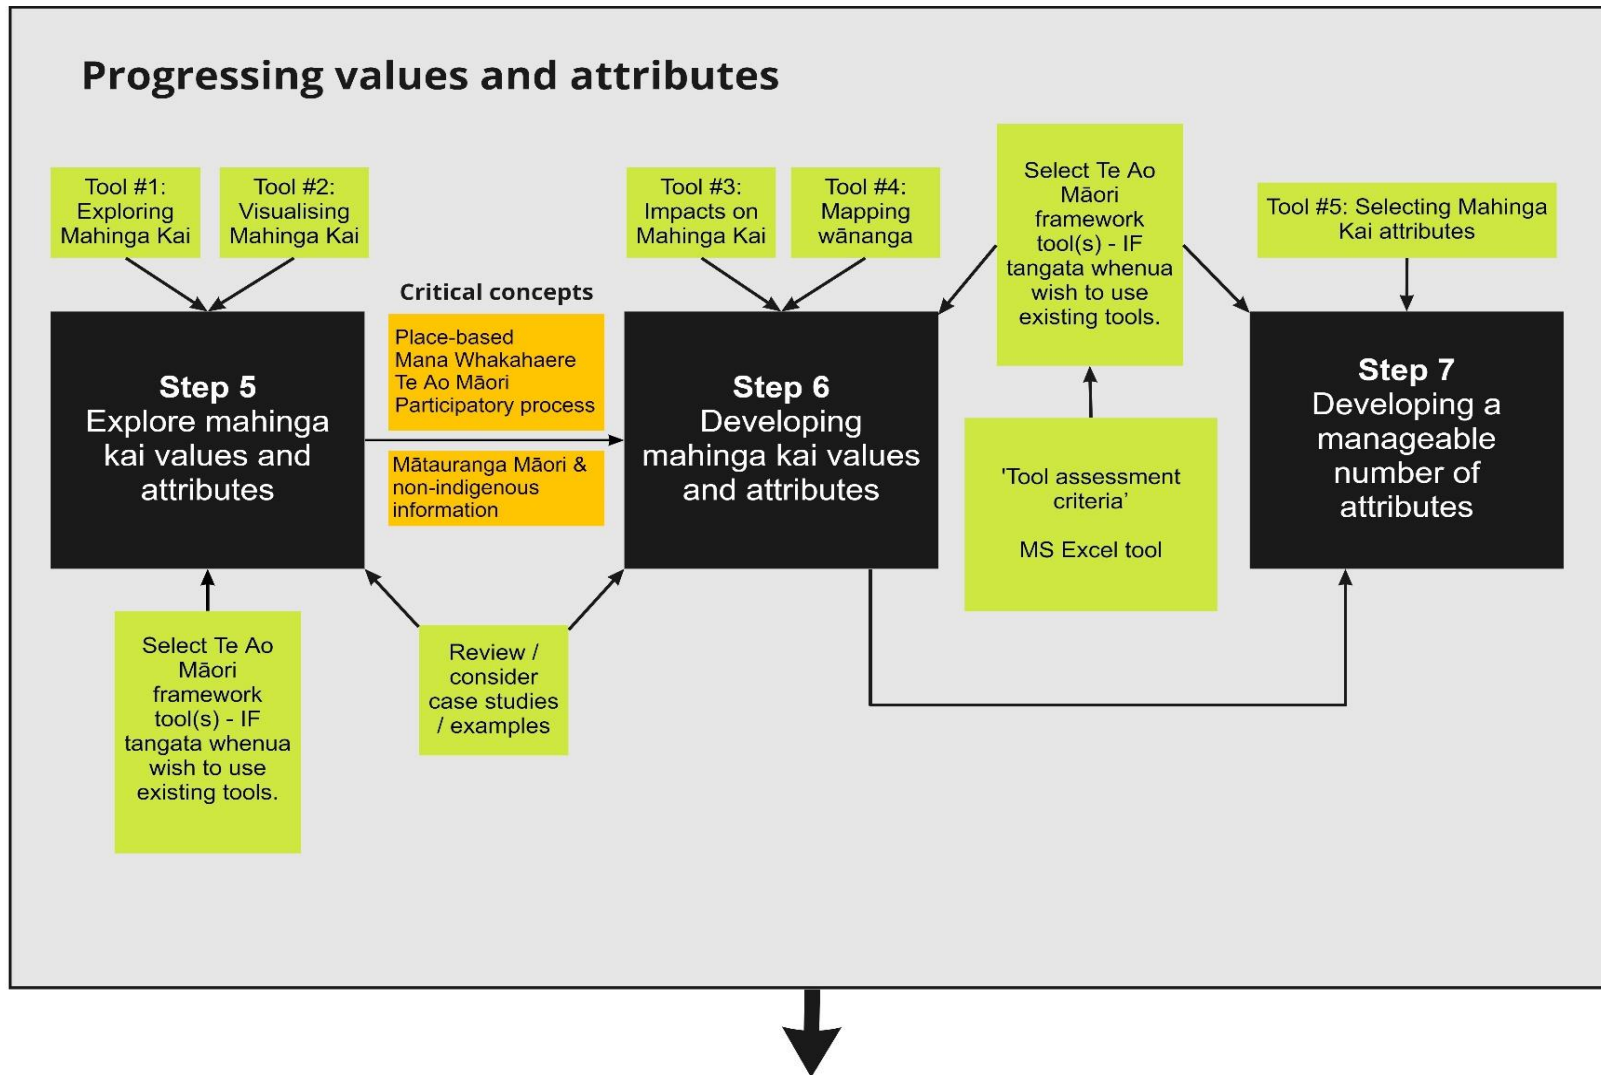 Progressing values and attributes
Tool #1:
Exploring
Mahinga Kai
Tool #2:
Visualising
Mahinga Kai
Tool #3:
Impacts on
Mahinga Kai
Tool #4:
Mapping
wānanga
Select Te Ao
Māori
framework
tool(s) - IF
tangata whenua
wish to use
existing tools.
Tool #5: Selecting Mahinga
Kai attributes
Step 5
Explore mahinga
kai values and
attributes
Critical concepts
Place-based
Mana Whakahaere
Te Ao Māori
Participatory process
Mātauranga Māori &
non-indigenous
information
Step 6
Developing
mahinga kai values
and attributes
'Tool assessment
criteria’
MS Excel tool
Step 7
Developing a
manageable
number of
attributes
Select Te Ao
Māori
framework
tool(s) - IF
tangata whenua
wish to use
existing tools.
Review /
consider
case studies
/ examples